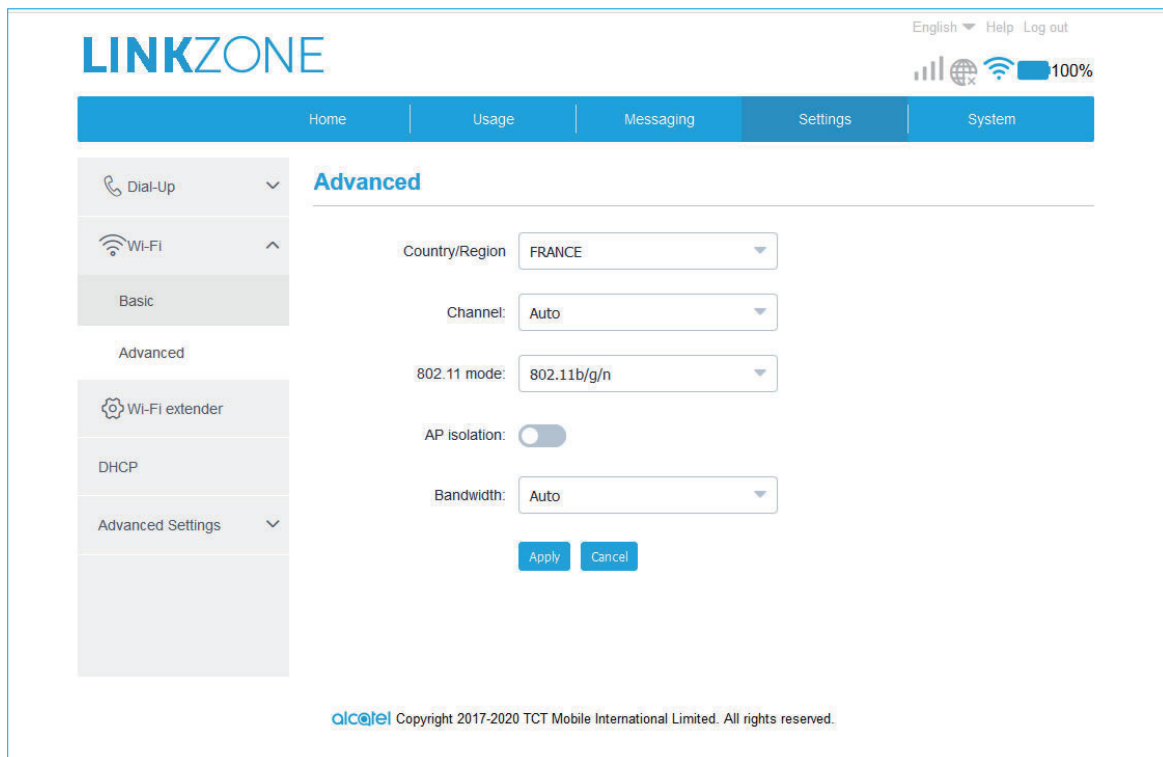 English Help Log out
LINKZONE
100%
Home Usage Messaging Settings System
Dial-Up
Advanced
Wi-Fi
Country/Region FRANCE
Basic
Channel: Auto
Advanced
802.11 mode: 802.11b/g/n
Wi-Fi extender
AP isolation:
DHCP
Bandwidth: Auto
Advanced Settings
Apply Cancel
alcatel Copyright 2017-2020 TCT Mobile International Limited. All rights reserved.